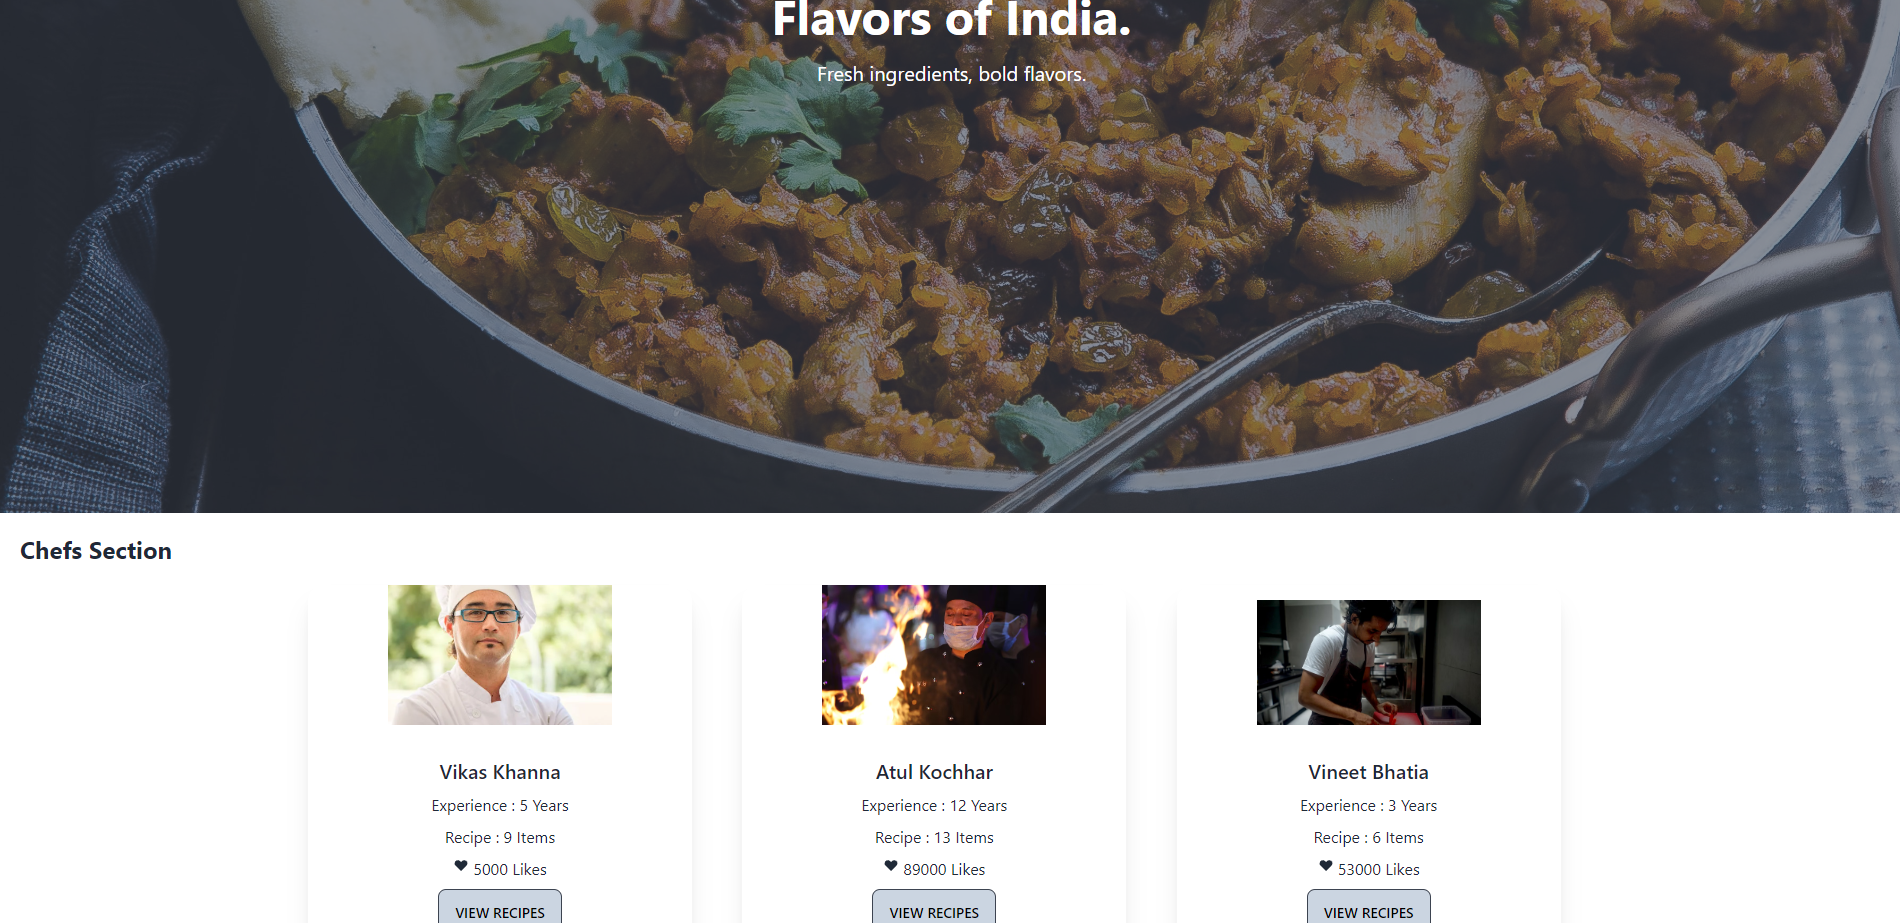 Flavors of India.
Fresh ingredients, bold flavors.
Chefs Section
Vikas Khanna
Experience : 5 Years
Recipe : 9 Items
5000 Likes
VIEW RECIPES
Atul Kochhar
Experience : 12 Years
Recipe : 13 Items
89000 Likes
VIEW RECIPES
Vineet Bhatia
Experience : 3 Years
Recipe : 6 Items
53000 Likes
VIEW RECIPES